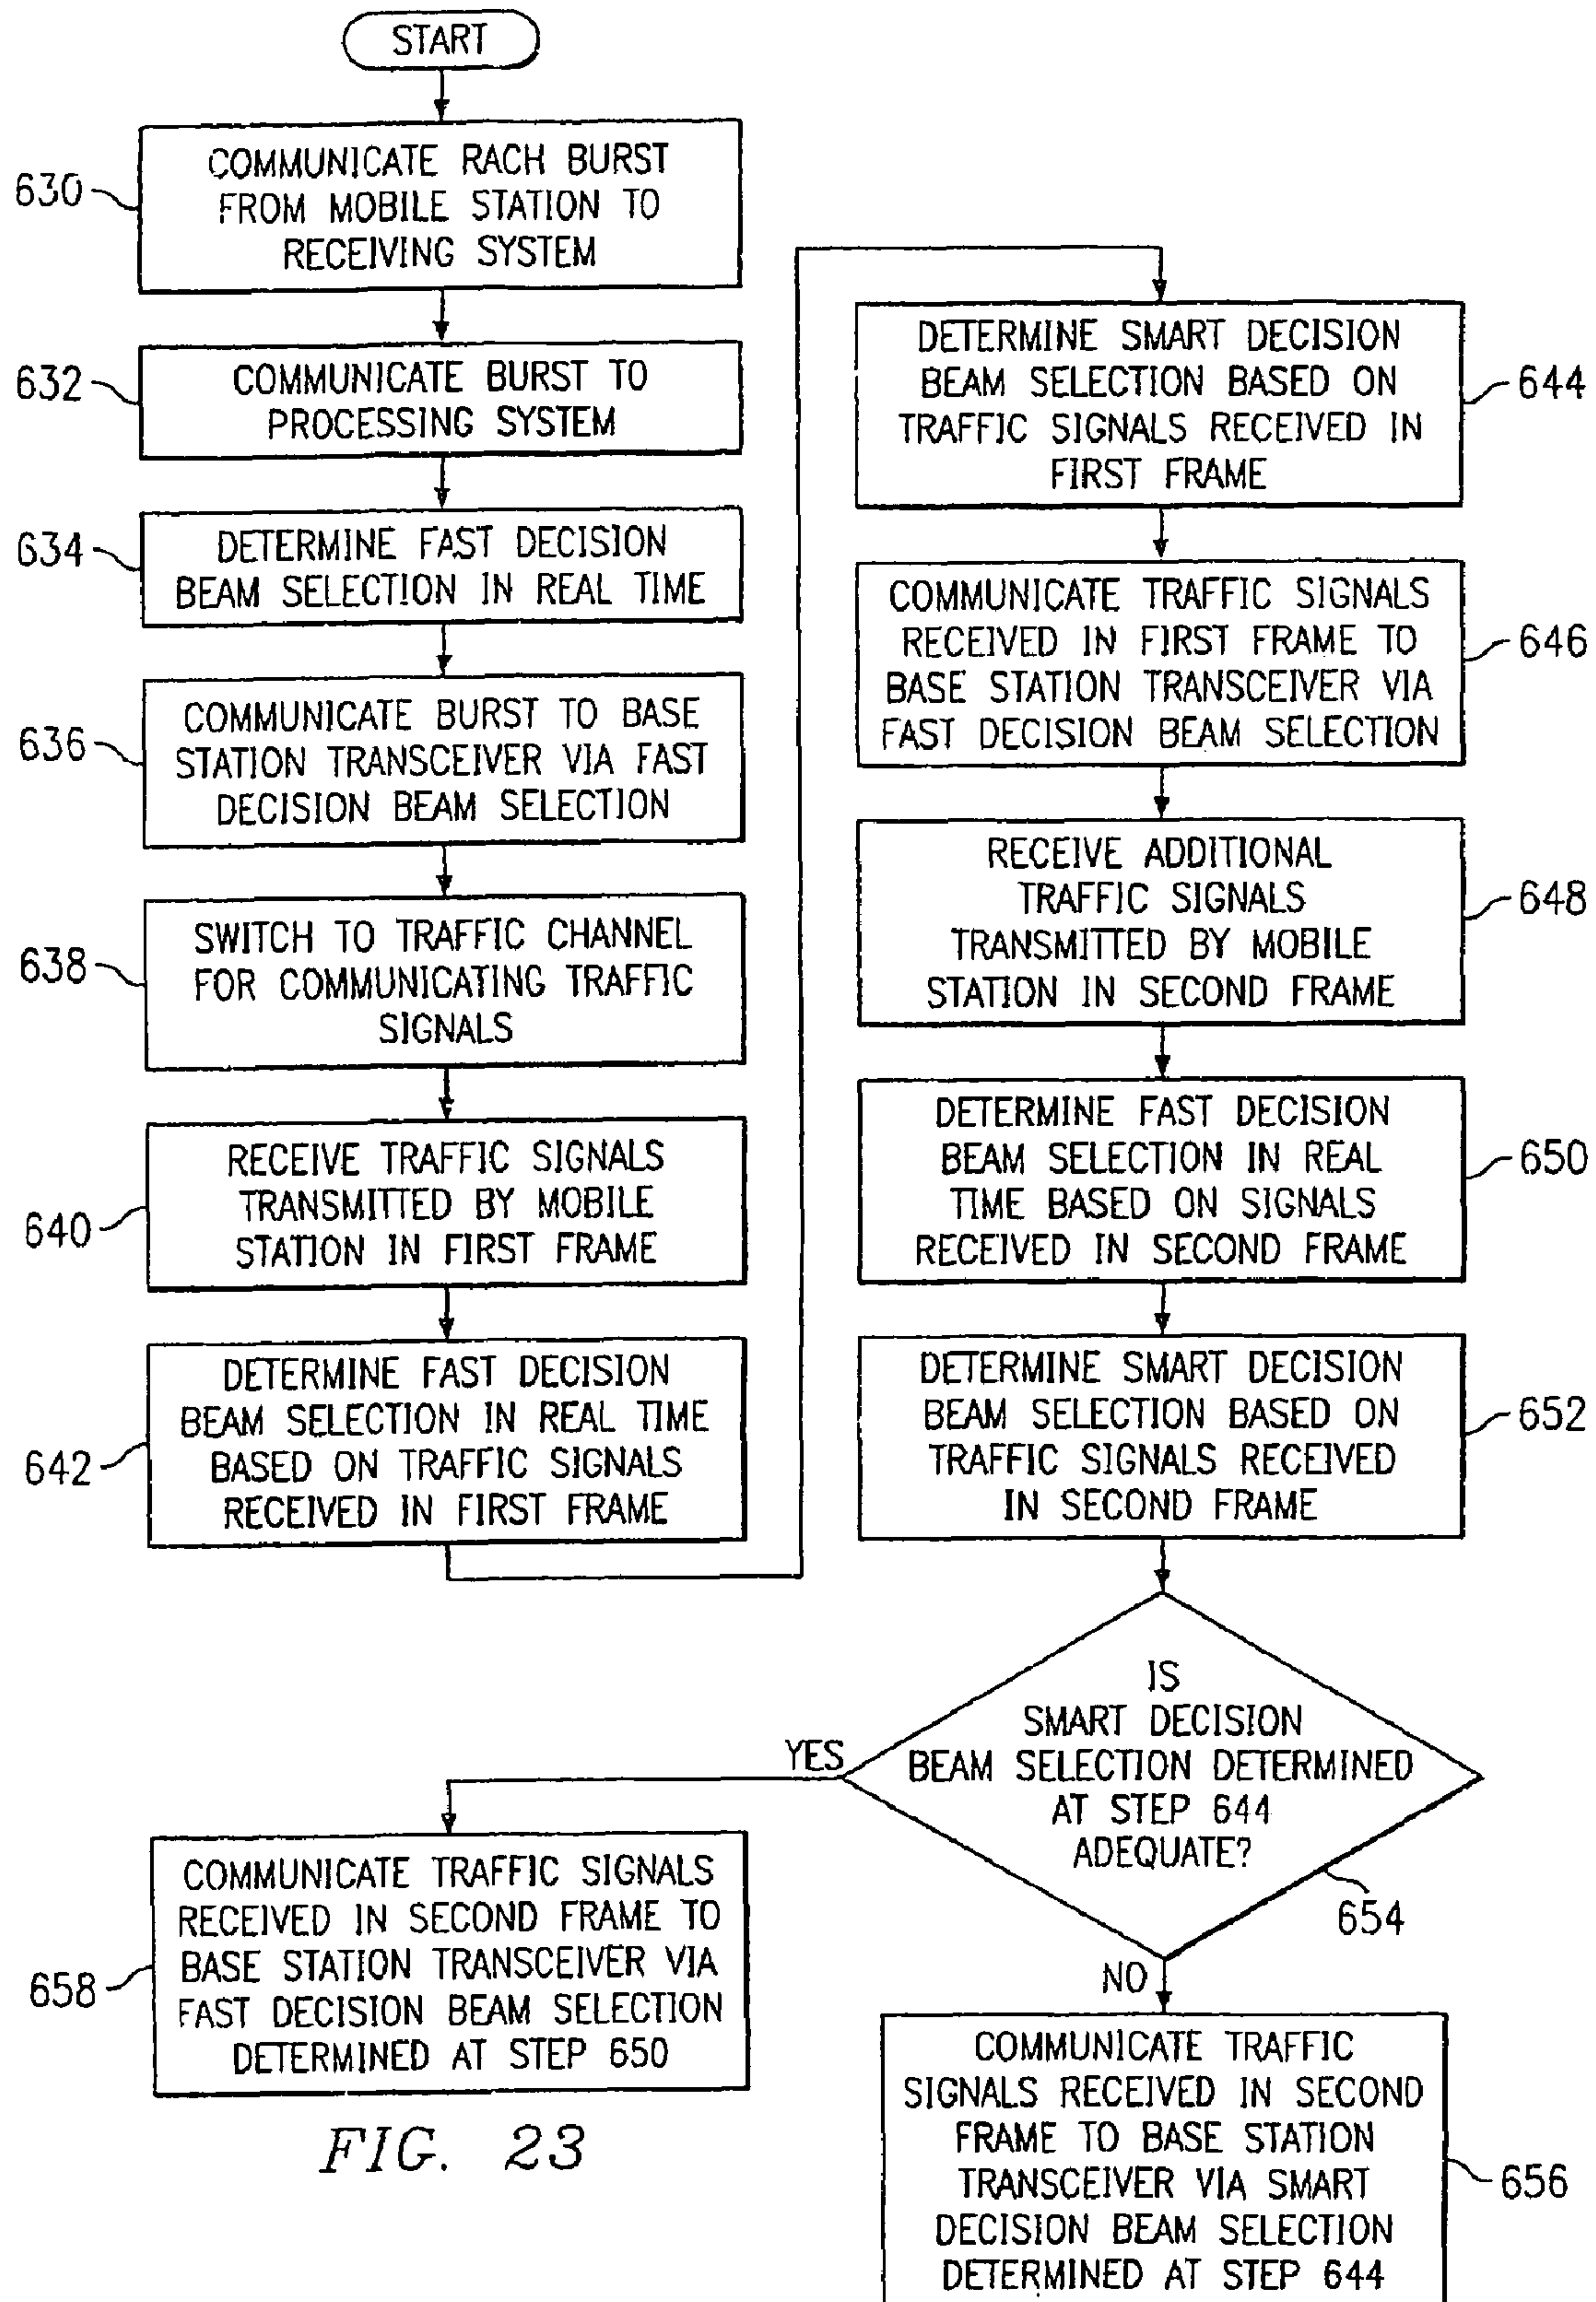 START
630
COMMUNICATE RACH BURST
FROM MOBILE STATION TO
RECEIVING SYSTEM
632
COMMUNICATE BURST TO
PROCESSING SYSTEM
634
DETERMINE FAST DECISION
BEAM SELECTION IN REAL TIME
636
COMMUNICATE BURST TO BASE
STATION TRANSCEIVER VIA FAST
DECISION BEAM SELECTION
638
SWITCH TO TRAFFIC CHANNEL
FOR COMMUNICATING TRAFFIC
SIGNALS
640
RECEIVE TRAFFIC SIGNALS
TRANSMITTED BY MOBILE
STATION IN FIRST FRAME
642
DETERMINE FAST DECISION
BEAM SELECTION IN REAL TIME
BASED ON TRAFFIC SIGNALS
RECEIVED IN FIRST FRAME
DETERMINE SMART DECISION
BEAM SELECTION BASED ON
TRAFFIC SIGNALS RECEIVED IN
FIRST FRAME
644
COMMUNICATE TRAFFIC SIGNALS
RECEIVED IN FIRST FRAME TO
BASE STATION TRANSCEIVER VIA
FAST DECISION BEAM SELECTION
646
RECEIVE ADDITIONAL
TRAFFIC SIGNALS
TRANSMITTED BY MOBILE
STATION IN SECOND FRAME
648
DETERMINE FAST DECISION
BEAM SELECTION IN REAL
TIME BASED ON SIGNALS
RECEIVED IN SECOND FRAME
650
DETERMINE SMART DECISION
BEAM SELECTION BASED ON
TRAFFIC SIGNALS RECEIVED
IN SECOND FRAME
652
IS
SMART DECISION
BEAM SELECTION DETERMINED
AT STEP 644
ADEQUATE?
654
YES
NO
658
COMMUNICATE TRAFFIC SIGNALS
RECEIVED IN SECOND FRAME TO
BASE STATION TRANSCEIVER VIA
FAST DECISION BEAM SELECTION
DETERMINED AT STEP 650
COMMUNICATE TRAFFIC
SIGNALS RECEIVED IN SECOND
FRAME TO BASE STATION
TRANSCEIVER VIA SMART
DECISION BEAM SELECTION
DETERMINED AT STEP 644
656
FIG. 23